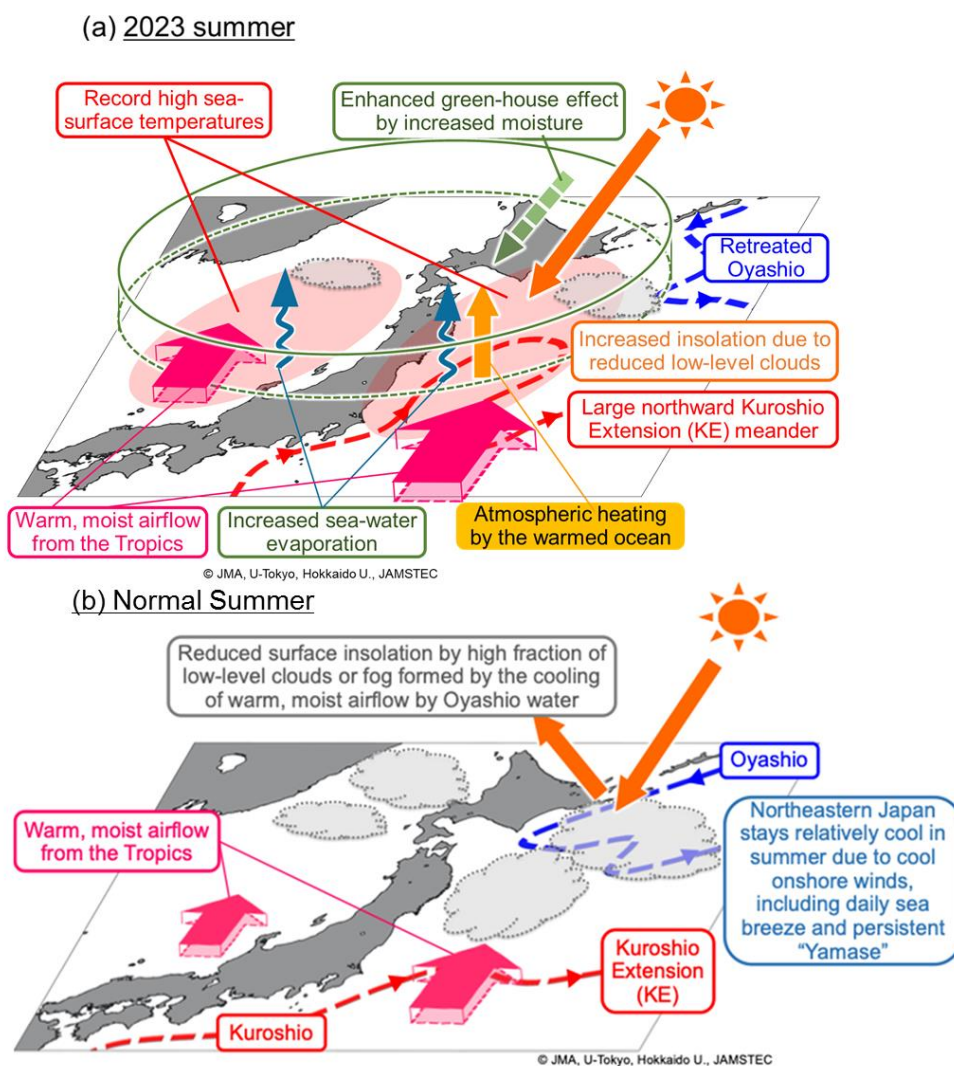 (a) 2023 summer
Record high sea-
surface temperatures
Enhanced green-house effect
by increased moisture
Retreated
Oyashio
Increased insolation due to
reduced low-level clouds
Large northward Kuroshio
Extension (KE) meander
Warm, moist airflow
from the Tropics
Increased sea-water
evaporation
Atmospheric heating
by the warmed ocean
© JMA, U-Tokyo, Hokkaido U., JAMSTEC
(b) Normal Summer
Reduced surface insolation by high fraction of
low-level clouds or fog formed by the cooling
of warm, moist airflow by Oyashio water
Oyashio
Warm, moist airflow
from the Tropics
Northeastern Japan
stays relatively cool in
summer due to cool
onshore winds,
including daily sea
breeze and persistent
“Yamase”
Kuroshio
Extension
(KE)
Kuroshio
© JMA, U-Tokyo, Hokkaido U., JAMSTEC